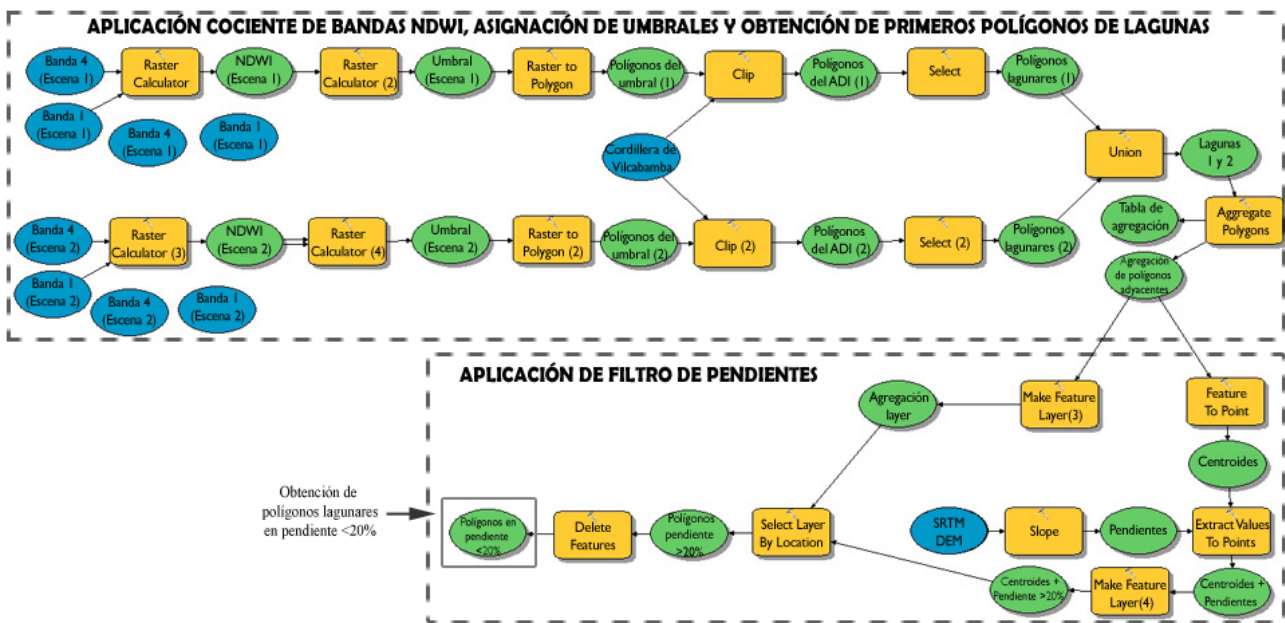 APLICACIÓN COCIENTE DE BANDAS NDWI, ASIGNACIÓN DE UMBRALES Y OBTENCIÓN DE PRIMEROS POLÍGONOS DE LAGUNAS
Banda 4
(Escena 1)
Raster
Calculator
NDWI
(Escena 1)
Raster
Calculator (2)
Umbral
(Escena 1)
Raster to
Polygon
Polígonos del
umbral (1)
Clip
Polígonos
del ADI (1)
Select
Polígonos
lagunares (1)
Banda 1
(Escena 1)
Banda 4
(Escena 1)
Banda 1
(Escena 1)
Cordillera de
Vilcabamba
Union
Lagunas
1 y 2
Banda 4
(Escena 2)
Raster
Calculator (3)
NDWI
(Escena 2)
Raster
Calculator (4)
Umbral
(Escena 2)
Raster to
Polygon (2)
Polígonos del
umbral (2)
Clip (2)
Polígonos
del ADI (2)
Select (2)
Polígonos
lagunares (2)
Tabla de
agregación
Aggregate
Polygons
Banda 1
(Escena 2)
Banda 4
(Escena 2)
Banda 1
(Escena 2)
Agregación
de polígonos
adyacentes
APLICACIÓN DE FILTRO DE PENDIENTES
Agregación
layer
Make Feature
Layer(3)
Feature
To Point
Centroides
Obtención de
polígonos lagunares
en pendiente <20%
Polígonos en
pendiente
≤20%
Delete
Features
Polígonos
pendiente
>20%
Select Layer
By Location
SRTM
DEM
Slope
Pendientes
Extract Values
To Points
Centroides +
Pendiente >20%
Make Feature
Layer(4)
Centroides +
Pendientes